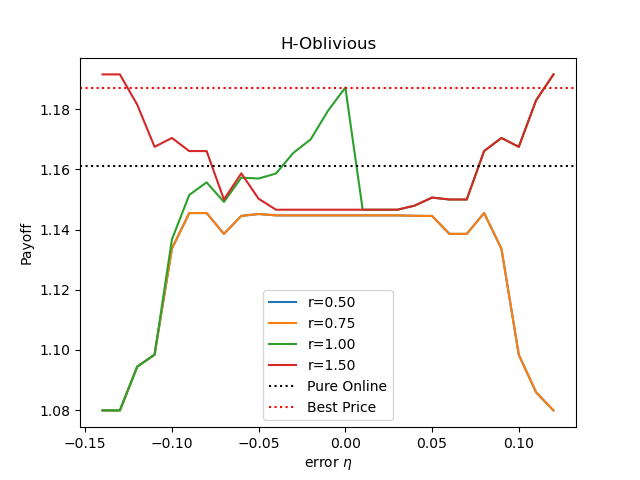 H-Oblivious
Payoff
1.18
1.16
1.14
1.12
1.10
1.08
r=0.50
r=0.75
r=1.00
r=1.50
Pure Online
Best Price
−0.15 −0.10 −0.05 0.00 0.05 0.10
error η